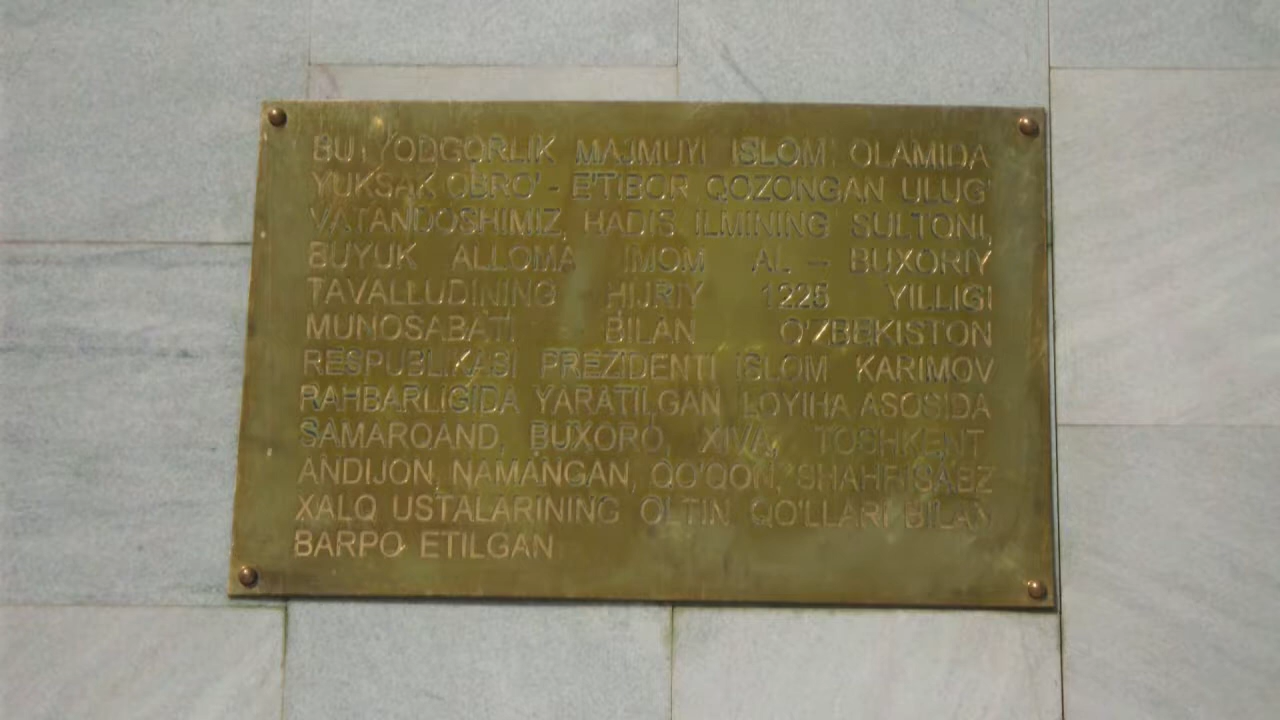 BU YODGORLIK MAJMUYI ISLOM OLAMIDA
YUKSAK OBRO' - E'TIBOR QOZONGAN ULUG'
VATANDOSHIMIZ, HADIS ILMINING SULTONI,
BUYUK ALLOMA IMOM AL - BUXORIY
TAVALLUDINING HIJRIY 1225 YILLIGI
MUNOSABATI BILAN O'ZBEKISTON
RESPUBLIKASI PREZIDENTI ISLOM KARIMOV
RAHBARLIGIDA YARATILGAN LOYIHA ASOSIDA
SAMARQAND, BUXORO, XIVA, TOSHKENT
ANDIJON, NAMANGAN, QO'QON, SHAHRISABZ
XALQ USTALARINING OLTIN QO'LLARI BILAN
BARPO ETILGAN